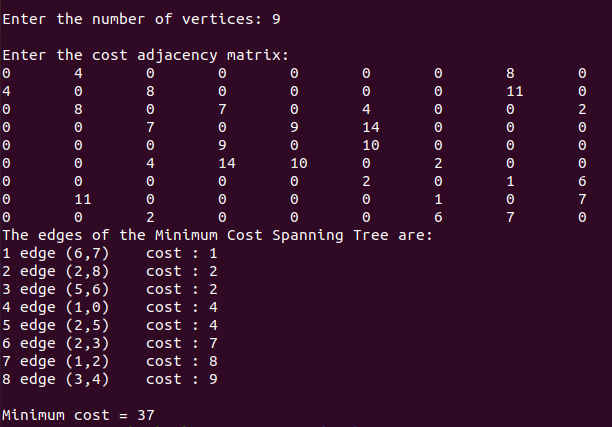 Enter the number of vertices: 9
Enter the cost adjacency matrix:
0 4 0 0 0 0 0 8 0
4 0 8 0 0 0 0 11 0
0 8 0 7 0 4 0 0 2
0 0 7 0 9 14 0 0 0
0 0 0 9 0 10 0 0 0
0 0 4 14 10 0 2 0 0
0 0 0 0 0 2 0 1 6
0 11 0 0 0 0 1 0 7
0 0 2 0 0 0 6 7 0
The edges of the Minimum Cost Spanning Tree are:
1 edge (6,7) cost : 1
2 edge (2,8) cost : 2
3 edge (5,6) cost : 2
4 edge (1,0) cost : 4
5 edge (2,5) cost : 4
6 edge (2,3) cost : 7
7 edge (1,2) cost : 8
8 edge (3,4) cost : 9
Minimum cost = 37